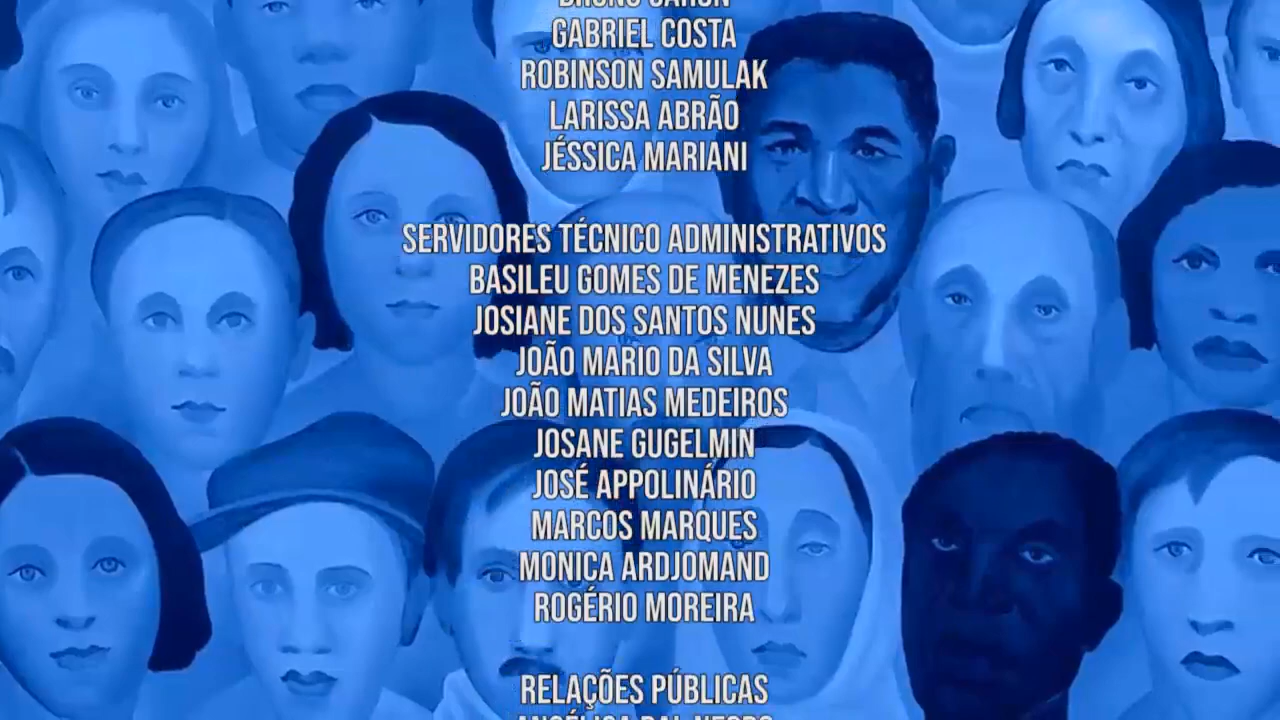 GABRIEL COSTA
ROBINSON SAMULAK
LARISSA ABRÃO
JÉSSICA MARIANI
SERVIDORES TÉCNICO ADMINISTRATIVOS
BASILEU GOMES DE MENEZES
JOSIANE DOS SANTOS NUNES
JOÃO MARIO DA SILVA
JOÃO MATIAS MEDEIROS
JOSANE GUGELMIN
JOSÉ APPOLINÁRIO
MARCOS MARQUES
MONICA ARDJOMAND
ROGÉRIO MOREIRA
RELAÇÕES PÚBLICAS